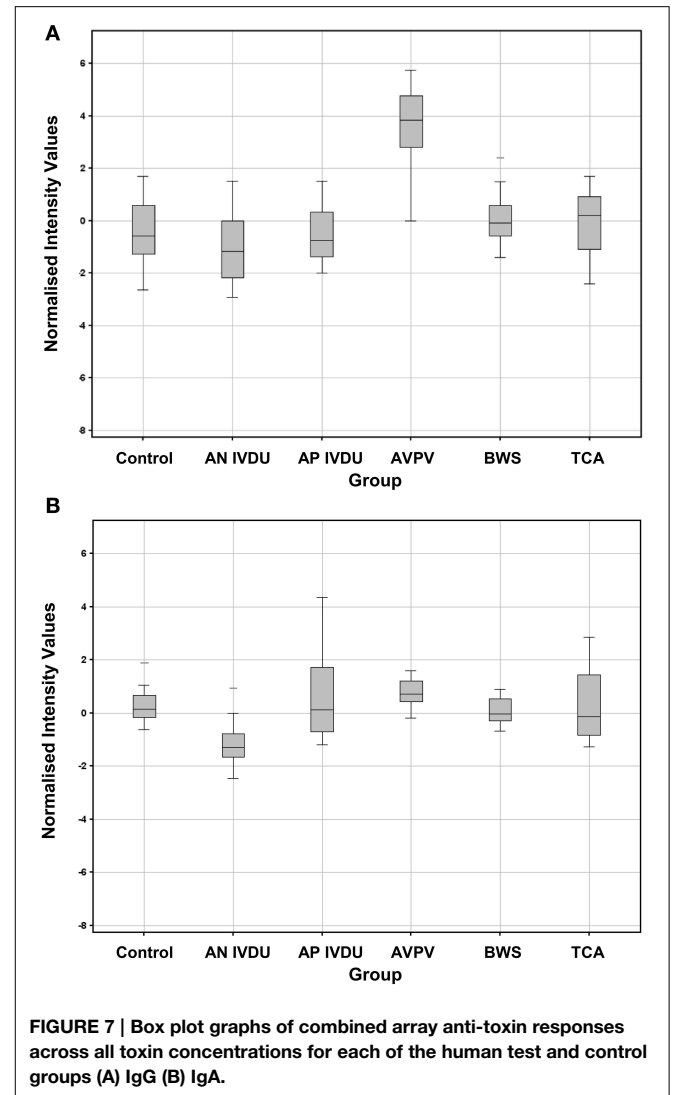 A
Normalised Intensity Values
6
4
2
0
-2
-4
-6
-8
Control AN IVDU AP IVDU AVPV BWS TCA
Group
B
Normalised Intensity Values
6
4
2
0
-2
-4
-6
-8
Control AN IVDU AP IVDU AVPV BWS TCA
Group
FIGURE 7 | Box plot graphs of combined array anti-toxin responses
across all toxin concentrations for each of the human test and control
groups (A) IgG (B) IgA.